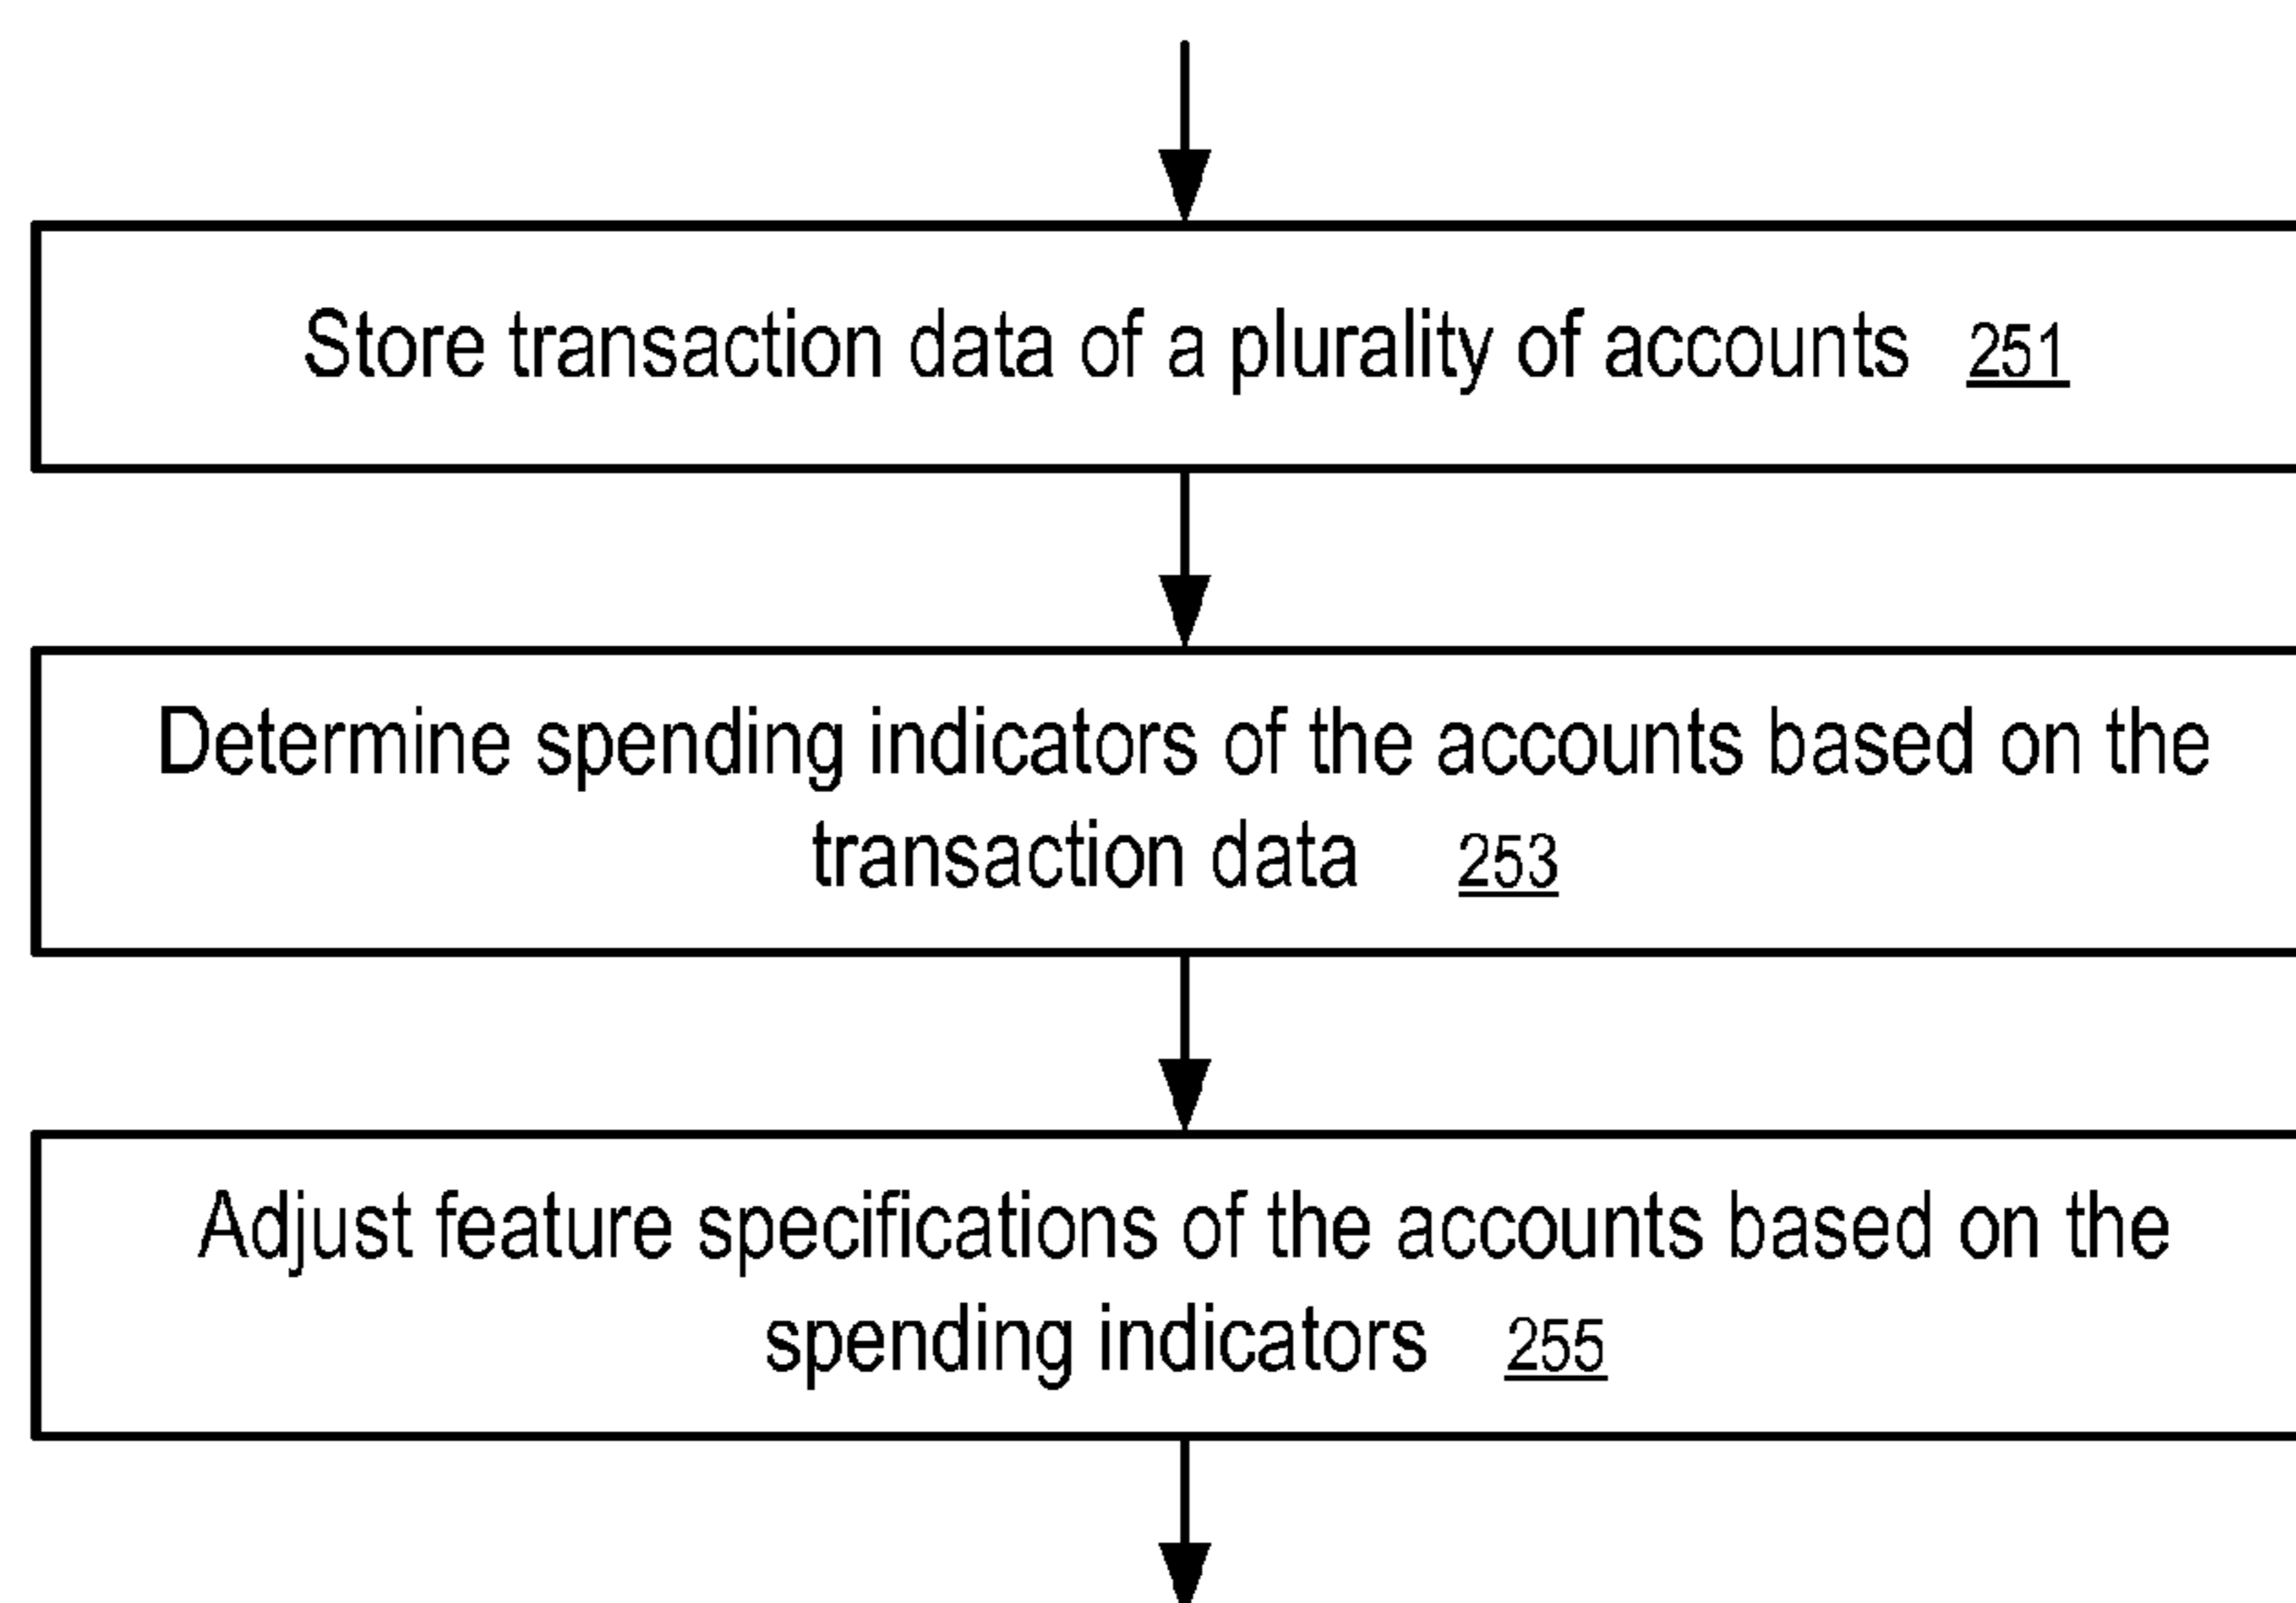 Store transaction data of a plurality of accounts 251
Determine spending indicators of the accounts based on the
transaction data 253
Adjust feature specifications of the accounts based on the
spending indicators 255